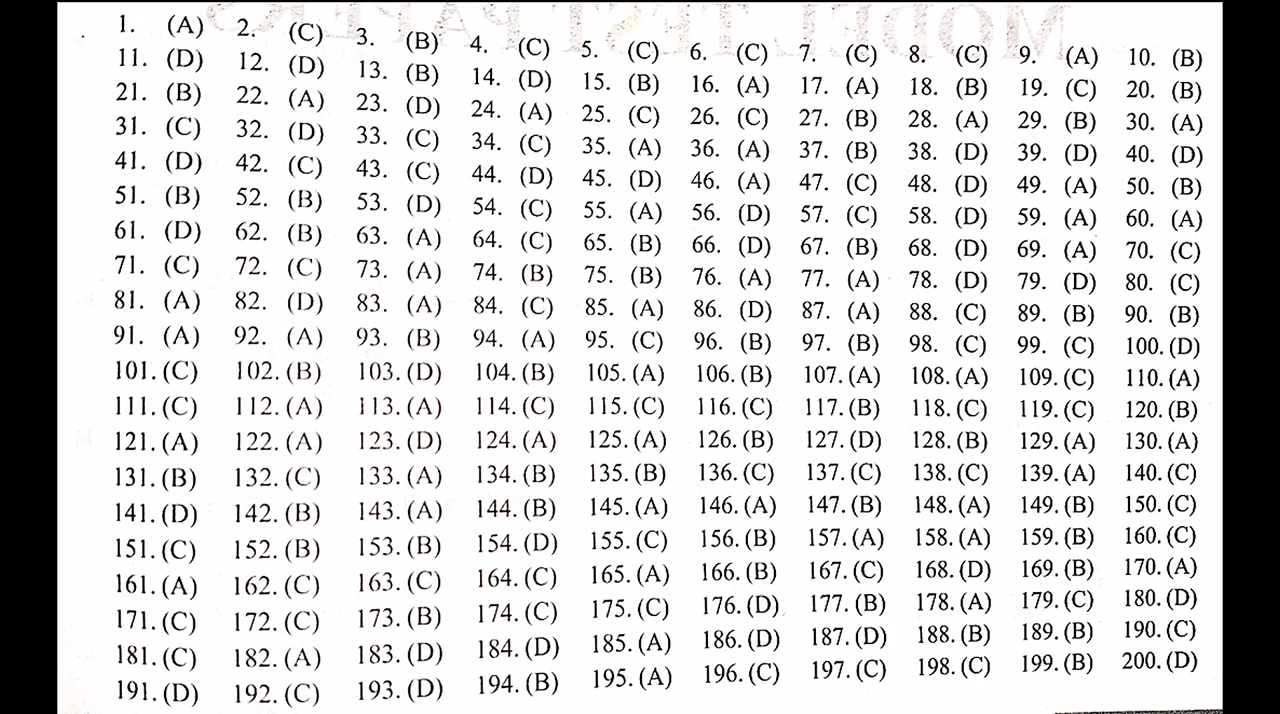 1. (A) 2. (C) 3. (B) 4. (C) 5. (C) 6. (C) 7. (C) 8. (C) 9. (A) 10. (B)
11. (D) 12. (D) 13. (B) 14. (D) 15. (B) 16. (A) 17. (A) 18. (B) 19. (C) 20. (B)
21. (B) 22. (A) 23. (D) 24. (A) 25. (C) 26. (C) 27. (B) 28. (A) 29. (B) 30. (A)
31. (C) 32. (D) 33. (C) 34. (C) 35. (A) 36. (A) 37. (B) 38. (D) 39. (D) 40. (D)
41. (D) 42. (C) 43. (C) 44. (D) 45. (D) 46. (A) 47. (C) 48. (D) 49. (A) 50. (B)
51. (B) 52. (B) 53. (D) 54. (C) 55. (A) 56. (D) 57. (C) 58. (D) 59. (A) 60. (A)
61. (D) 62. (B) 63. (A) 64. (C) 65. (B) 66. (D) 67. (B) 68. (D) 69. (A) 70. (C)
71. (C) 72. (C) 73. (A) 74. (B) 75. (B) 76. (A) 77. (A) 78. (D) 79. (D) 80. (C)
81. (A) 82. (D) 83. (A) 84. (C) 85. (A) 86. (D) 87. (A) 88. (C) 89. (B) 90. (B)
91. (A) 92. (A) 93. (B) 94. (A) 95. (C) 96. (B) 97. (B) 98. (C) 99. (C) 100. (D)
101. (C) 102. (B) 103. (D) 104. (B) 105. (A) 106. (B) 107. (A) 108. (A) 109. (C) 110. (A)
111. (C) 112. (A) 113. (A) 114. (C) 115. (C) 116. (C) 117. (B) 118. (C) 119. (C) 120. (B)
121. (A) 122. (A) 123. (D) 124. (A) 125. (A) 126. (B) 127. (D) 128. (B) 129. (A) 130. (A)
131. (B) 132. (C) 133. (A) 134. (B) 135. (B) 136. (C) 137. (C) 138. (C) 139. (A) 140. (C)
141. (D) 142. (B) 143. (A) 144. (B) 145. (A) 146. (A) 147. (B) 148. (A) 149. (B) 150. (C)
151. (C) 152. (B) 153. (B) 154. (D) 155. (C) 156. (B) 157. (A) 158. (A) 159. (B) 160. (C)
161. (A) 162. (C) 163. (C) 164. (C) 165. (A) 166. (B) 167. (C) 168. (D) 169. (B) 170. (A)
171. (C) 172. (C) 173. (B) 174. (C) 175. (C) 176. (D) 177. (B) 178. (A) 179. (C) 180. (D)
181. (C) 182. (A) 183. (D) 184. (D) 185. (A) 186. (D) 187. (D) 188. (B) 189. (B) 190. (C)
191. (D) 192. (C) 193. (D) 194. (B) 195. (A) 196. (C) 197. (C) 198. (C) 199. (B) 200. (D)